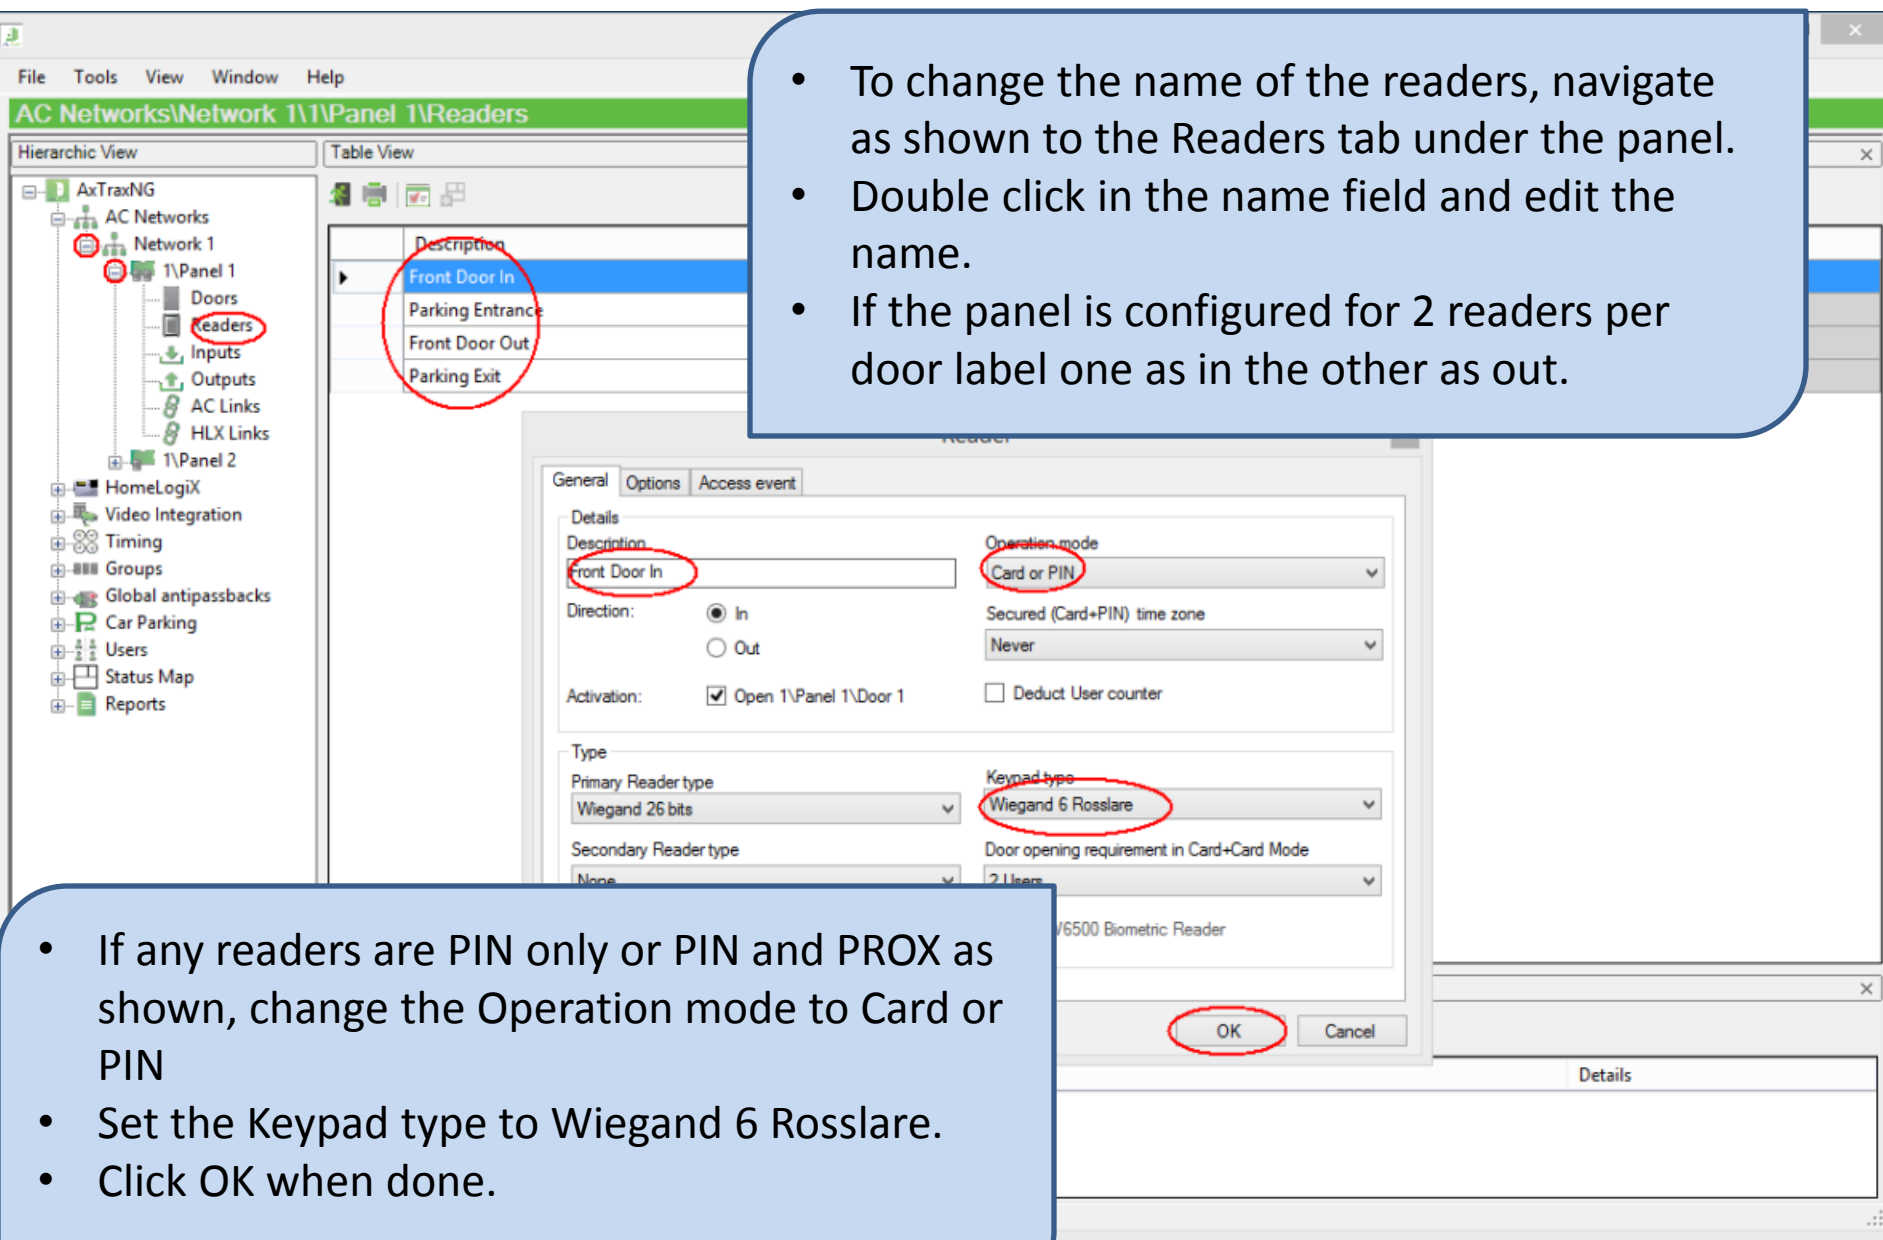 File Tools View Window Help
• To change the name of the readers, navigate
as shown to the Readers tab under the panel.
• Double click in the name field and edit the
name.
• If the panel is configured for 2 readers per
door label one as in the other as out.
AC Networks\Network 1\1\Panel 1\Readers
Hierarchic View
Table View
AxTraxNG
AC Networks
Network 1
1\Panel 1
Doors
Readers
Inputs
Outputs
AC Links
HLX Links
1\Panel 2
HomeLogiX
Video Integration
Timing
Groups
Global antipassbacks
Car Parking
Users
Status Map
Reports
Description
Front Door In
Parking Entrance
Front Door Out
Parking Exit
General Options Access event
Details
Description
Front Door In
Operation mode
Card or PIN
Direction:
In
Out
Secured (Card+PIN) time zone
Never
Activation:
Open 1\Panel 1\Door 1
Deduct User counter
Type
Primary Reader type
Wiegand 26 bits
Keypad type
Wiegand 6 Rosslare
Secondary Reader type
None
Door opening requirement in Card+Card Mode
2 Users
Biometric Reader
OK Cancel
Details
• If any readers are PIN only or PIN and PROX as
shown, change the Operation mode to Card or
PIN
• Set the Keypad type to Wiegand 6 Rosslare.
• Click OK when done.